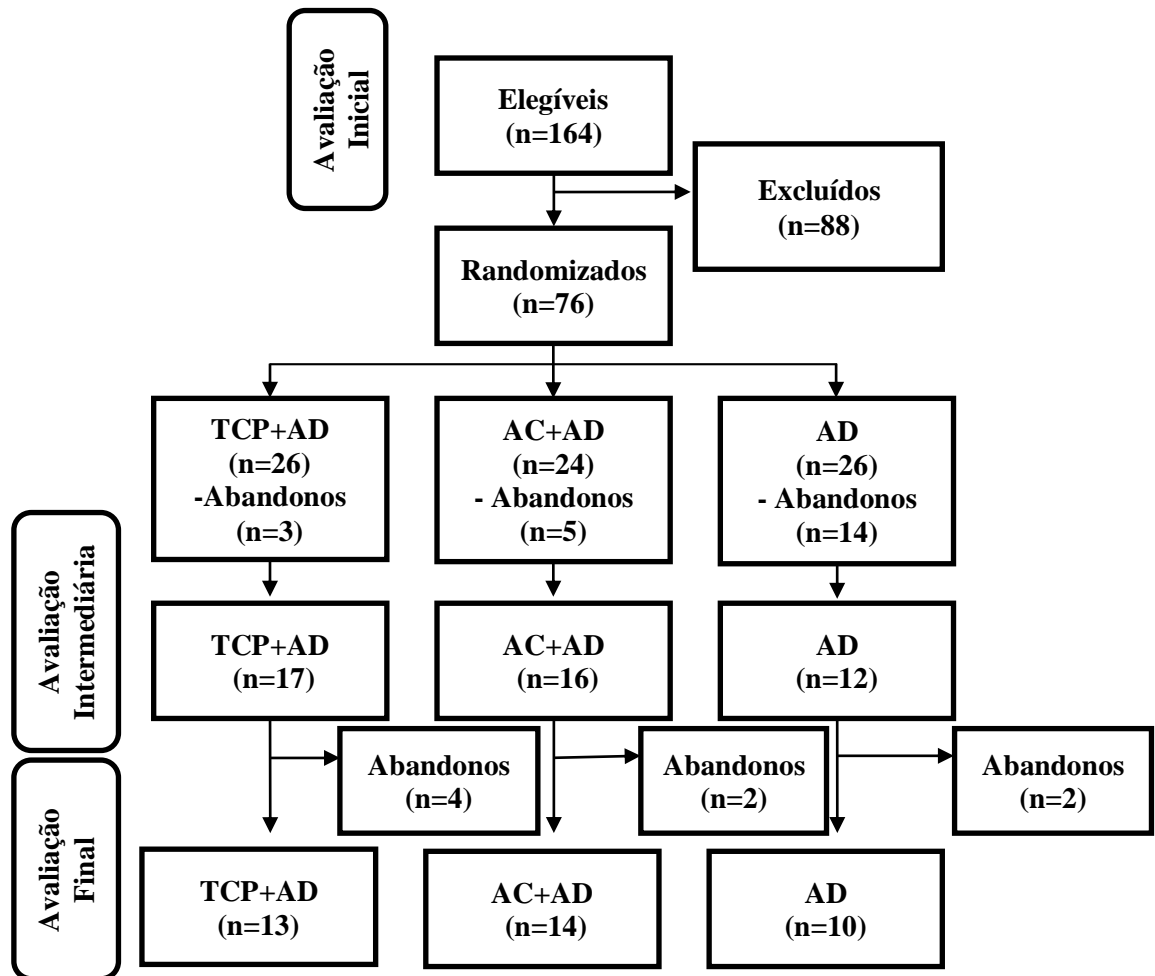 Avaliação
Inicial
Elegíveis
(n=164)
Excluídos
(n=88)
Randomizados
(n=76)
TCP+AD
(n=26)
-Abandonos
(n=3)
AC+AD
(n=24)
- Abandonos
(n=5)
AD
(n=26)
- Abandonos
(n=14)
Avaliação
Intermediária
TCP+AD
(n=17)
AC+AD
(n=16)
AD
(n=12)
Abandonos
(n=4)
Abandonos
(n=2)
Abandonos
(n=2)
Avaliação
Final
TCP+AD
(n=13)
AC+AD
(n=14)
AD
(n=10)